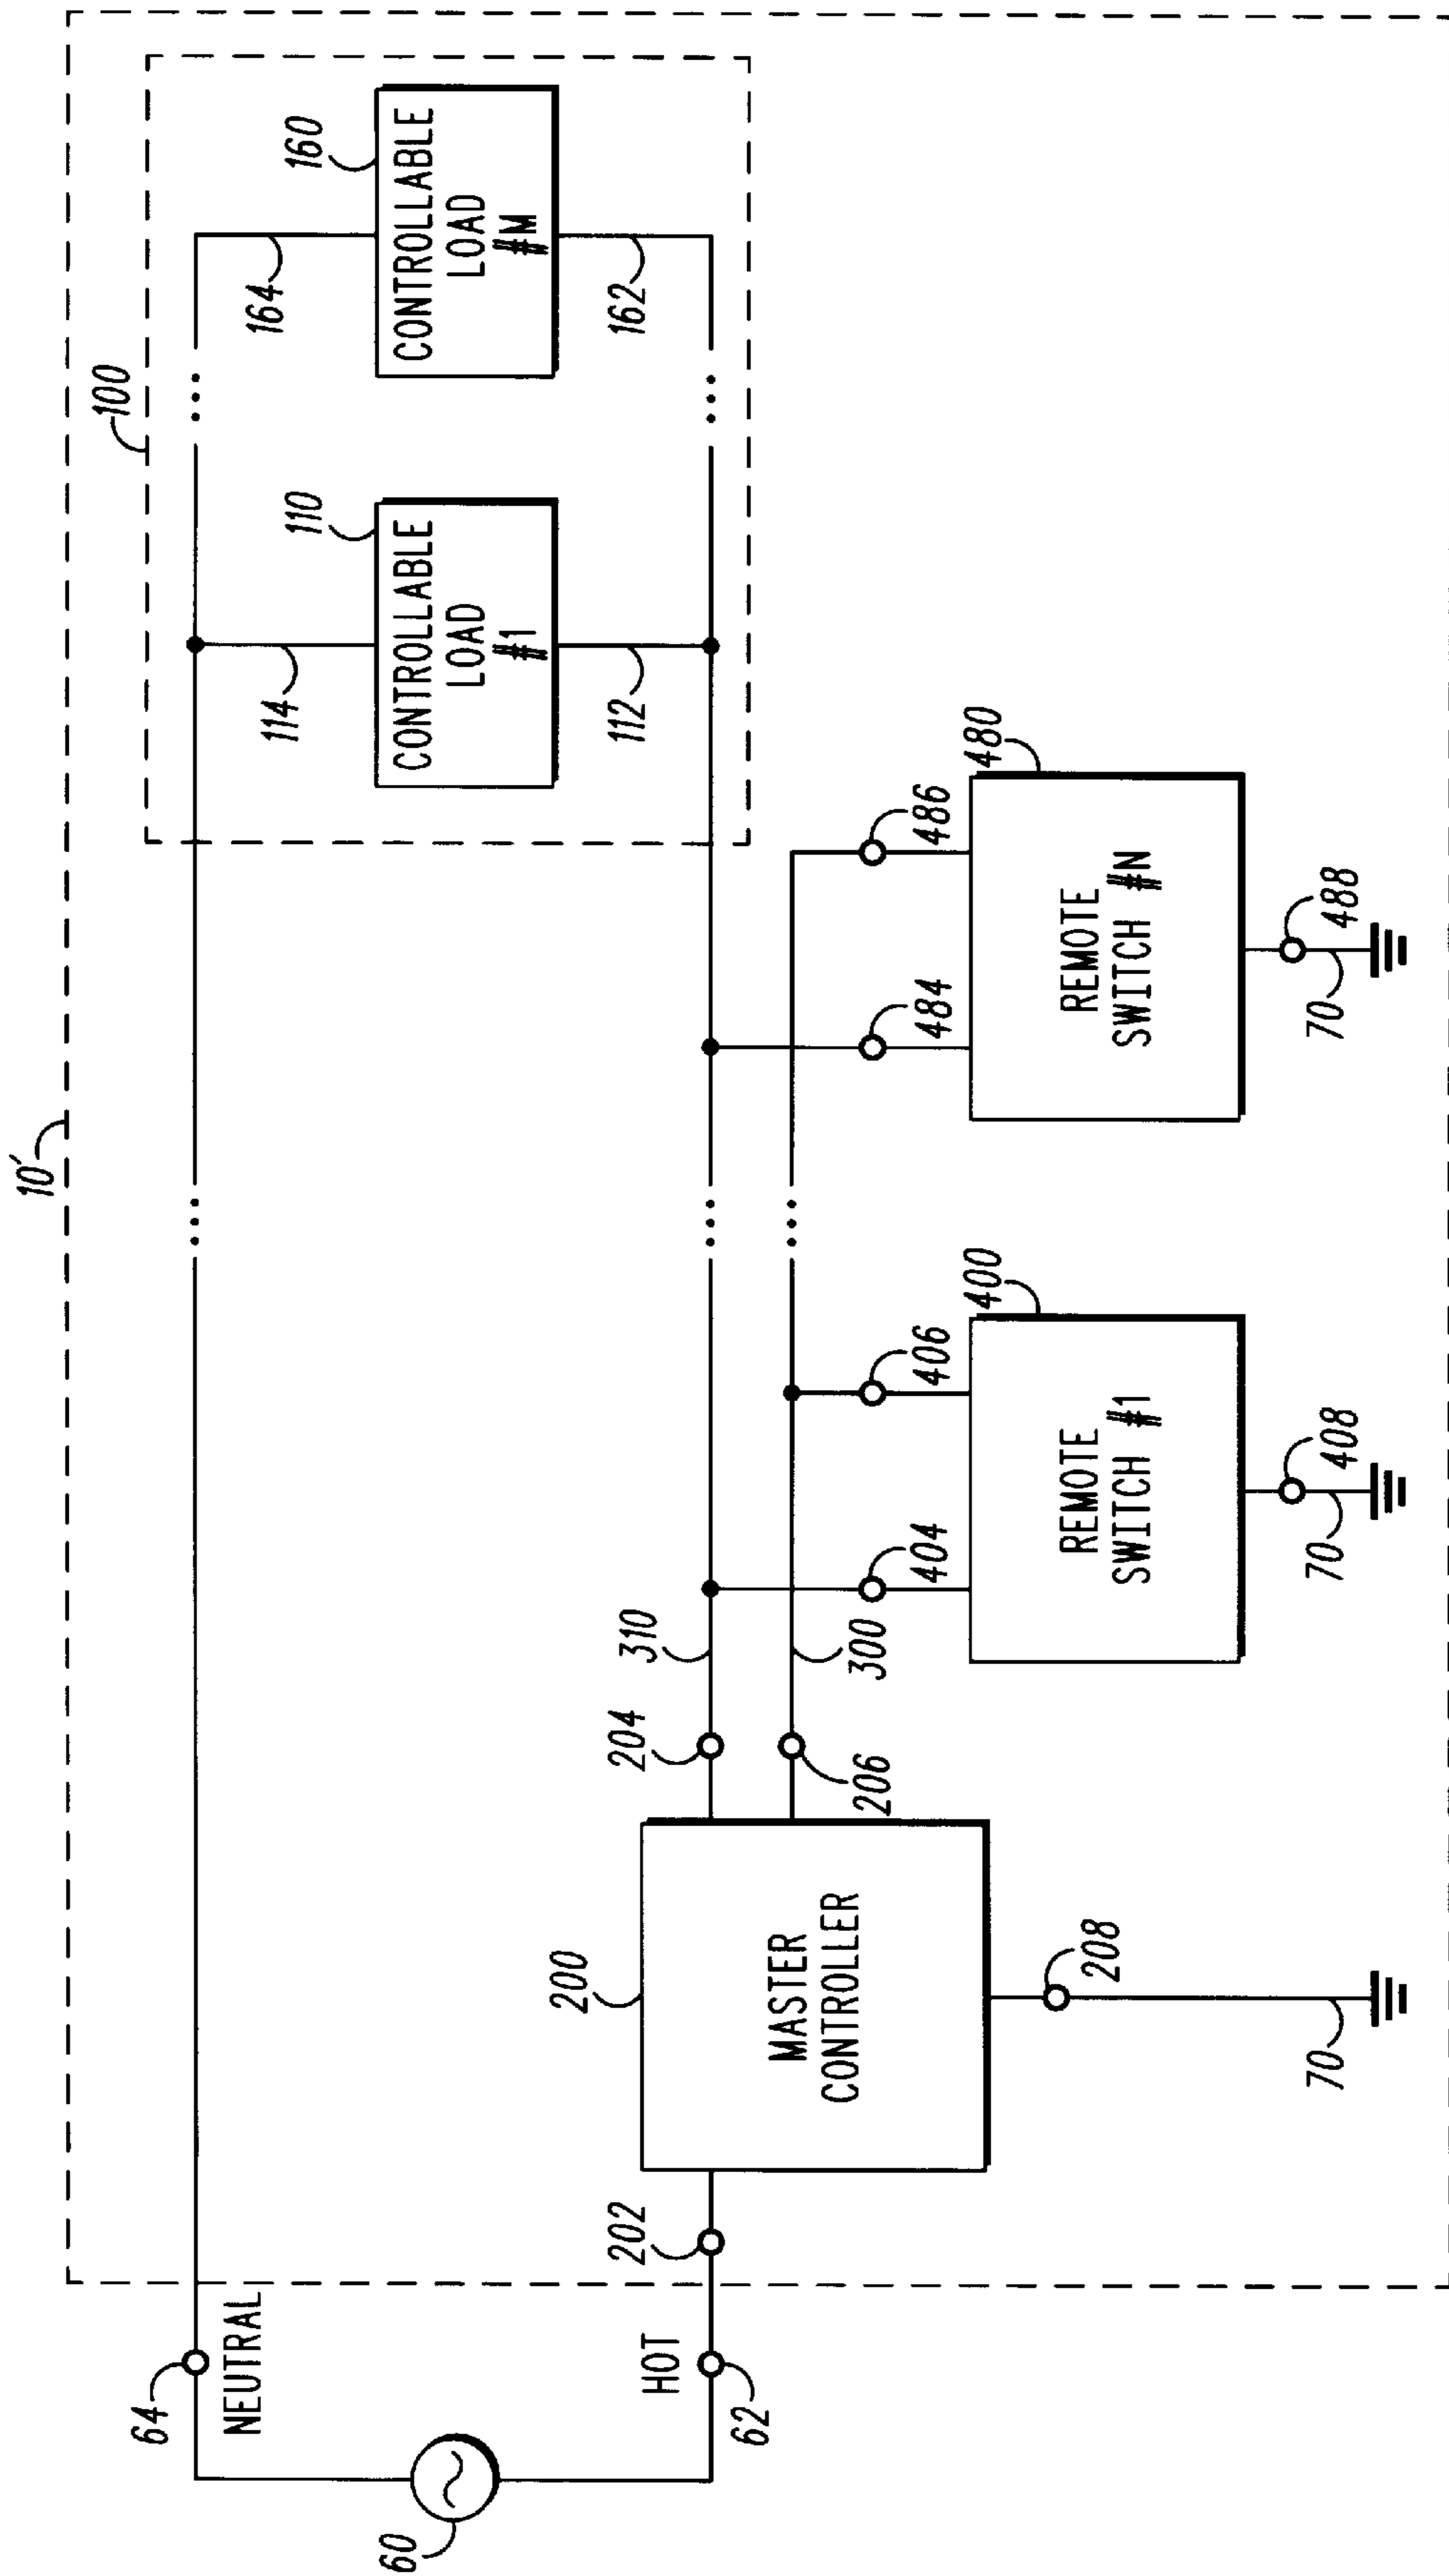 10′
100
164
CONTROLLABLE
LOAD
#M
160
162
114
CONTROLLABLE
LOAD
#1
110
112
64
NEUTRAL
60
HOT
62
202
200
MASTER
CONTROLLER
204
206
310
300
208
70
404
406
400
REMOTE
SWITCH #1
408
70
484
486
480
REMOTE
SWITCH #N
488
70